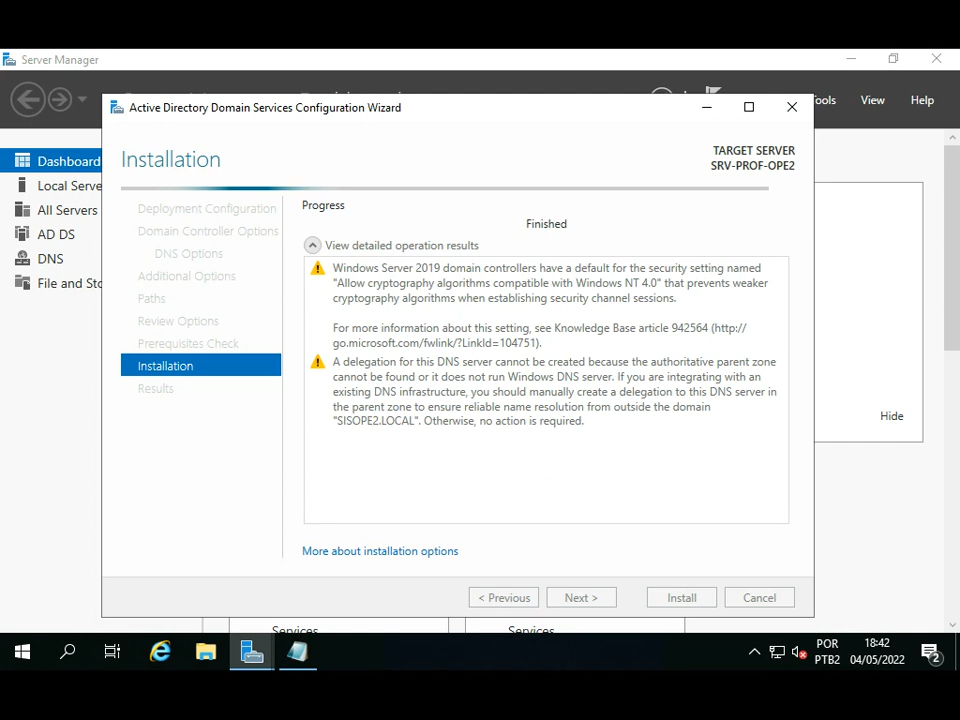 Server Manager
Tools
View
Help
Active Directory Domain Services Configuration Wizard
Installation
TARGET SERVER
SRV-PROF-OPE2
Dashboard
Local Serve
All Servers
AD DS
DNS
File and Sto
Deployment Configuration
Domain Controller Options
DNS Options
Additional Options
Paths
Review Options
Prerequisites Check
Installation
Results
Progress
Finished
View detailed operation results
Windows Server 2019 domain controllers have a default for the security setting named
"Allow cryptography algorithms compatible with Windows NT 4.0" that prevents weaker
cryptography algorithms when establishing security channel sessions.
For more information about this setting, see Knowledge Base article 942564 (http://
go.microsoft.com/fwlink/?LinkId=104751).
A delegation for this DNS server cannot be created because the authoritative parent zone
cannot be found or it does not run Windows DNS server. If you are integrating with an
existing DNS infrastructure, you should manually create a delegation to this DNS server in
the parent zone to ensure reliable name resolution from outside the domain
"SISOPE2.LOCAL". Otherwise, no action is required.
More about installation options
Hide
< Previous
Next >
Install
Cancel
Services
Services
POR
PTB2
18:42
04/05/2022
2